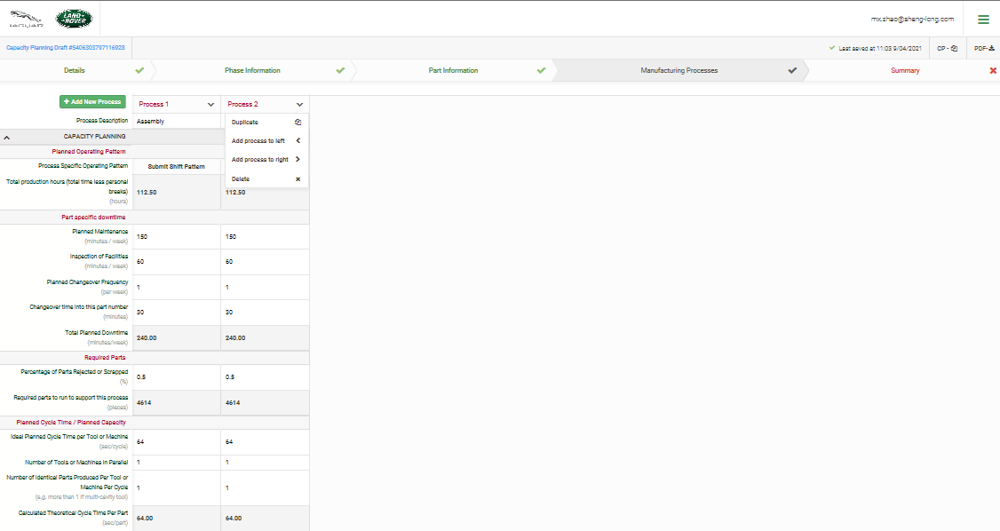 JAGUAR
LAND ROVER
mx.zhao@sheng-long.com
Capacity Planning Draft #5406303797116928
Last saved at 11:03 9/04/2021
CP -
PDF-
Details
Phase Information
Part Information
Manufacturing Processes
Summary
+ Add New Process
Process 1
Process 2
Process Description
Assembly
Duplicate
Add process to left
Add process to right
Delete
CAPACITY PLANNING
Planned Operating Pattern
Process Specific Operating Pattern
Submit Shift Pattern
Total production hours (total time less personal
breaks)
(hours)
112.50
112.50
Part specific downtime
Planned Maintenance
(minutes / week)
150
150
Inspection of Facilities
(minutes / week)
60
60
Planned Changeover Frequency
(per week)
1
1
Changeover time into this part number
(minutes)
30
30
Total Planned Downtime
(minutes/week)
240.00
240.00
Required Parts
Percentage of Parts Rejected or Scrapped
(%)
0.5
0.5
Required parts to run to support this process
(pieces)
4614
4614
Planned Cycle Time / Planned Capacity
Ideal Planned Cycle Time per Tool or Machine
(sec/cycle)
64
64
Number of Tools or Machines in Parallel
1
1
Number of Identical Parts Produced Per Tool or
Machine Per Cycle
(e.g. more than 1 if multi-cavity tool)
1
1
Calculated Theoretical Cycle Time Per Part
(sec/part)
64.00
64.00